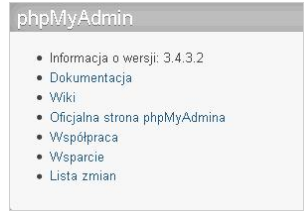 phpMyAdmin
Informacja o wersji: 3.4.3.2
Dokumentacja
Wiki
Oficjalna strona phpMyAdmina
Współpraca
Wsparcie
Lista zmian